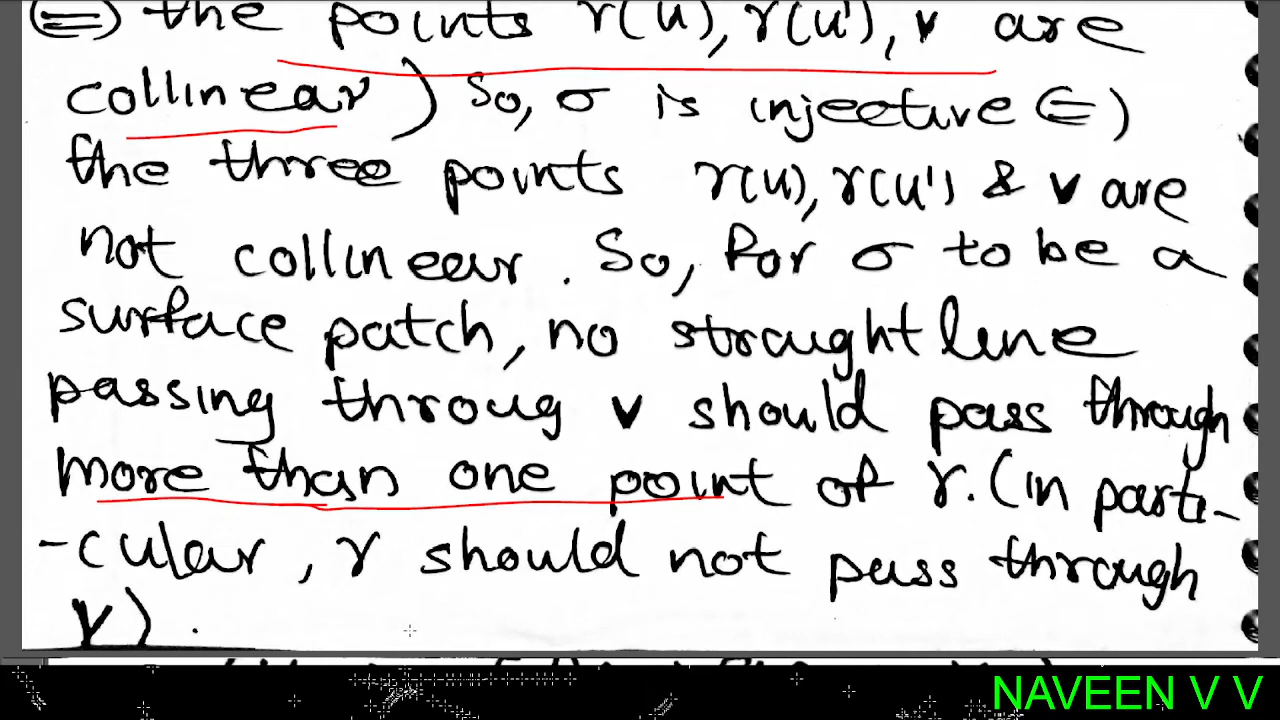 (⇔) the points γ(u), γ(u'), v are
collinear) So, σ is injective ⇔
the three points γ(u), γ(u') & v are
not collinear. So, for σ to be a
surface patch, no straight line
passing throug v should pass through
more than one point of γ. (in parti-
-cular, γ should not pass through
v).
NAVEEN V V